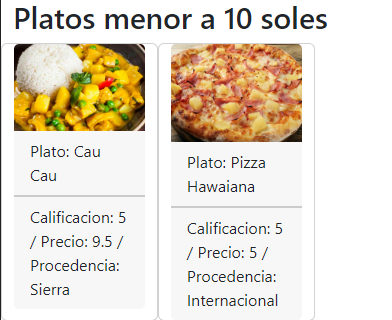 Platos menor a 10 soles
Plato: Cau
Cau
Calificacion: 5
/ Precio: 9.5 /
Procedencia:
Sierra
Plato: Pizza
Hawaiana
Calificacion: 5
/ Precio: 5 /
Procedencia:
Internacional